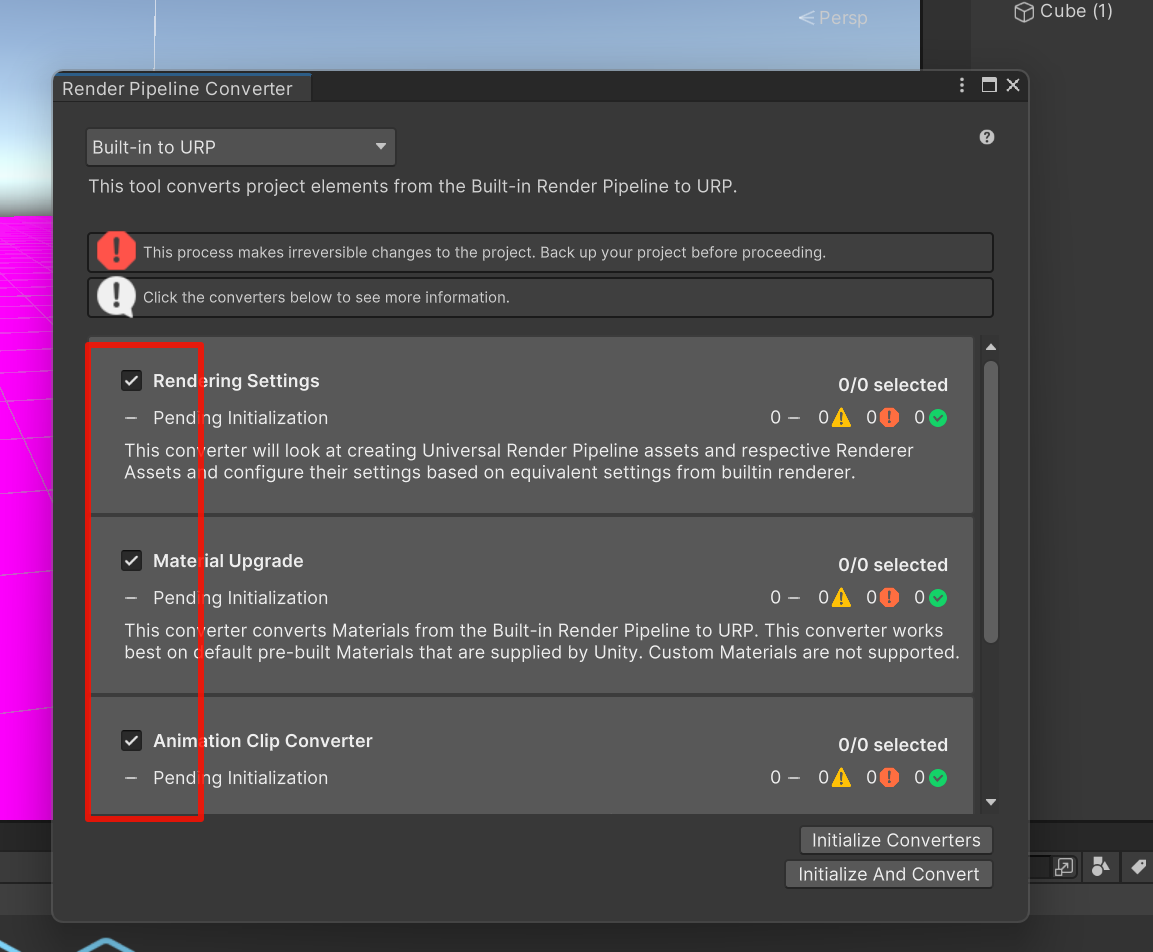 Persp
Cube (1)
Render Pipeline Converter
Built-in to URP
This tool converts project elements from the Built-in Render Pipeline to URP.
This process makes irreversible changes to the project. Back up your project before proceeding.
Click the converters below to see more information.
Rendering Settings
0/0 selected
Pending Initialization
0 – 0 0 0
This converter will look at creating Universal Render Pipeline assets and respective Renderer
Assets and configure their settings based on equivalent settings from builtin renderer.
Material Upgrade
0/0 selected
Pending Initialization
0 – 0 0 0
This converter converts Materials from the Built-in Render Pipeline to URP. This converter works
best on default pre-built Materials that are supplied by Unity. Custom Materials are not supported.
Animation Clip Converter
0/0 selected
Pending Initialization
0 – 0 0 0
Initialize Converters
Initialize And Convert